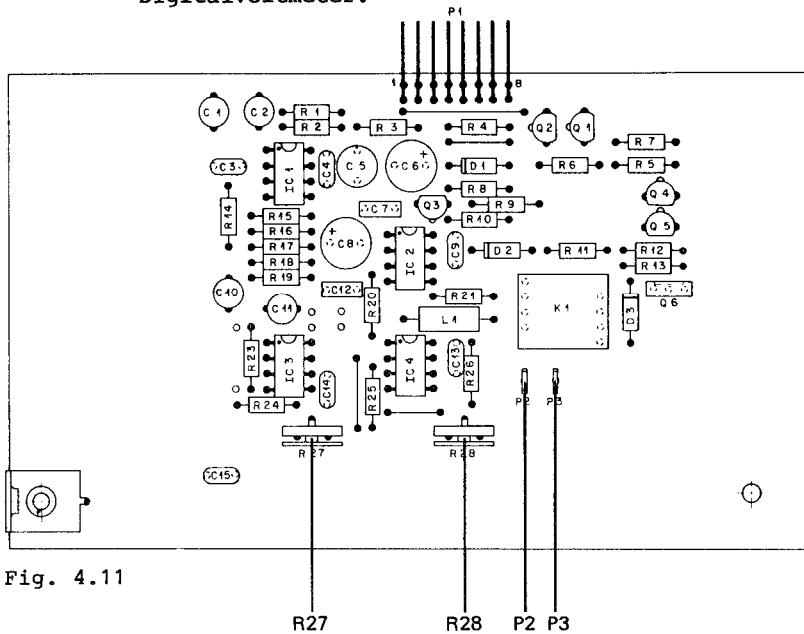 Digitalvoltmeter.
P1
1 8
C1 C2 R1
R2 R3 R4 Q2 Q1
R7
C3 IC1 C4 C5 C6 D1 R6 R5
R8
R14 C7 Q3 R9 Q4
R15 R10 Q5
R16
R17 C8 IC2 C9 D2 R11 R12
R18 R13
R19
C10 C12 R20 R21 K1 D3 Q6
C11 L1
R23 IC3 IC4 C13 R26
C14 R25 P2 P3
R24
R27 R28
C15
Fig. 4.11
R27 R28 P2 P3